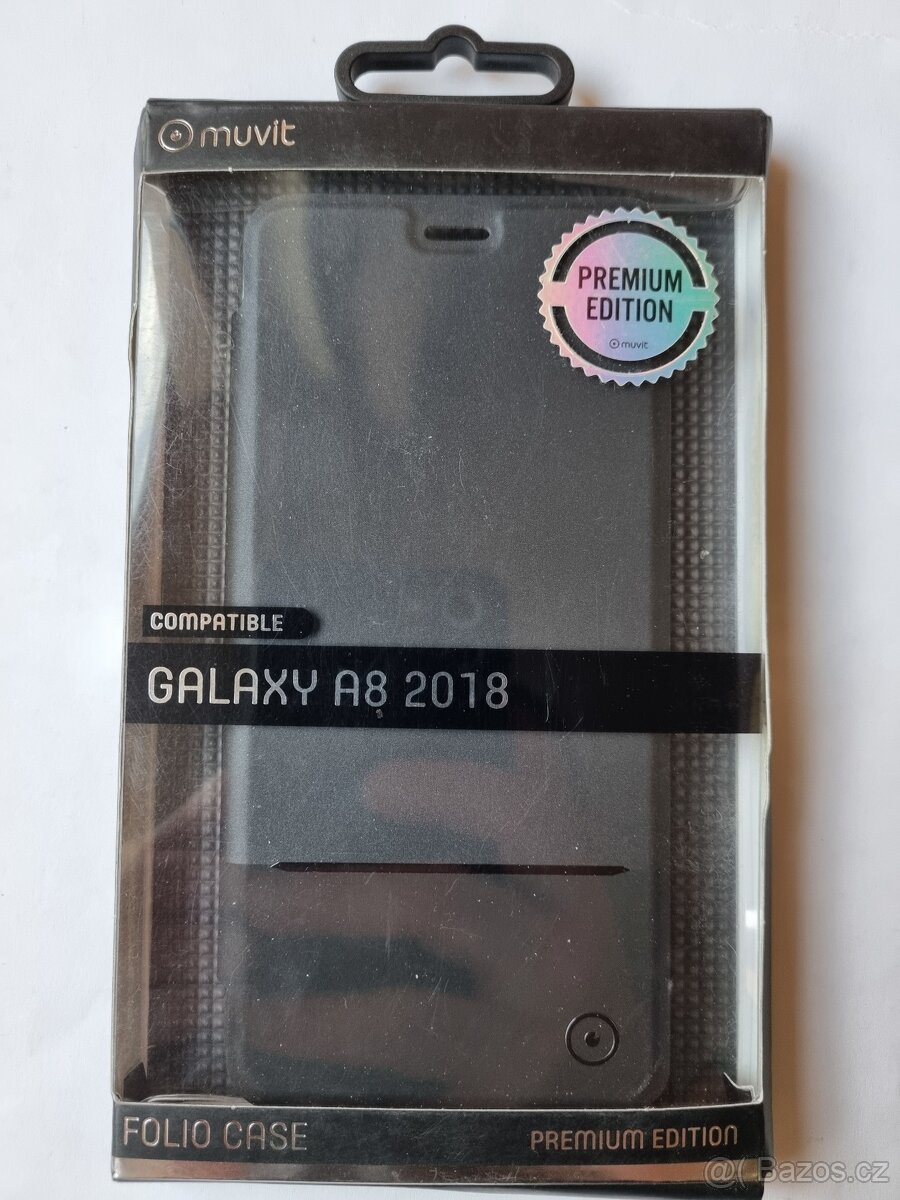 muvit
PREMIUM
EDITION
muvit
COMPATIBLE
GALAXY A8 2018
FOLIO CASE
PREMIUM EDITION
@( Bazos.cz